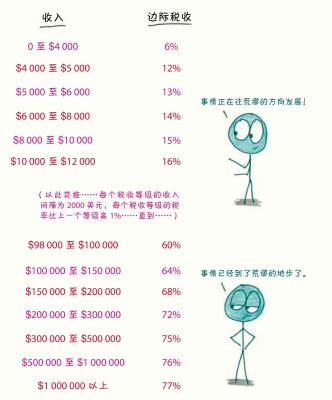 收入 边际税收
0 至 $4 000 6%
$4 000 至 $5 000 12%
$5 000 至 $6 000 13%
$6 000 至 $8 000 14%
事情正在往荒谬的方向发展！
$8 000 至 $10 000 15%
$10 000 至 $12 000 16%
（以此类推……每个税收等级的收入
间隔为2000美元，每个税收等级的税
率比上一个等级高1%……直到……）
$98 000 至 $100 000 60%
$100 000 至 $150 000 64%
事情已经到了荒谬的地步了。
$150 000 至 $200 000 68%
$200 000 至 $300 000 72%
$300 000 至 $500 000 75%
$500 000 至 $1 000 000 76%
$1 000 000 以上 77%